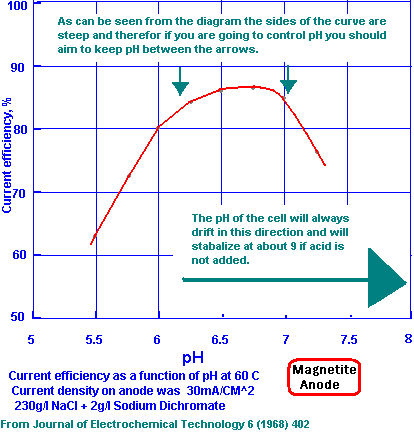 As can be seen from the diagram the sides of the curve are
steep and therefor if you are going to control pH you should
aim to keep pH between the arrows.
100
90
80
70
60
50
Current efficiency, %
The pH of the cell will always
drift in this direction and will
stabalize at about 9 if acid is
not added.
5
5.5
6
6.5
7
7.5
8
pH
Current efficiency as a function of pH at 60 C
Current density on anode was 30mA/CM^2
230g/l NaCl + 2g/l Sodium Dichromate
Magnetite
Anode
From Journal of Electrochemical Technology 6 (1968) 402